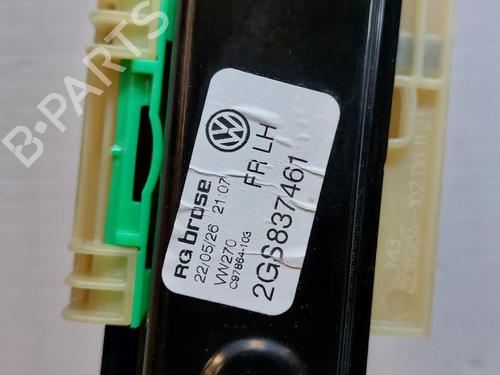 B-PARTS
RG brose
22/05/26 21:07
VW270
C97864-103
FR LH
2GS837461